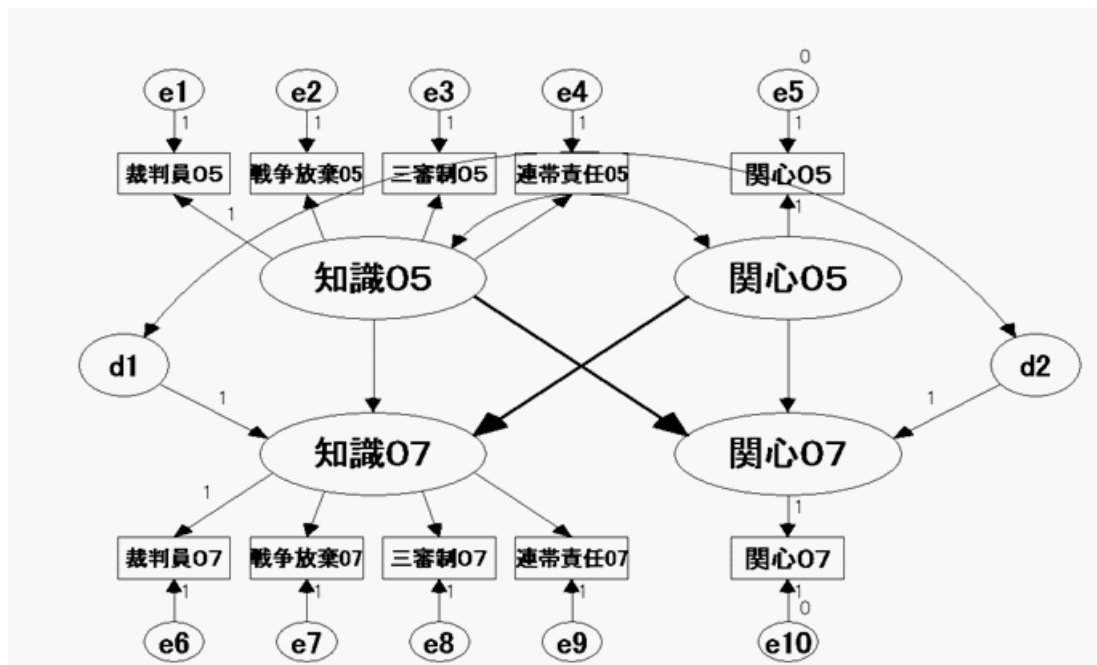 0
e1 e2 e3 e4 e5
1 1 1 1 1
裁判員05 戦争放棄05 三審制05 連帯責任05 関心05
1 1
知識05 関心05
d1 d2
1 1
知識07 関心07
1 1
裁判員07 戦争放棄07 三審制07 連帯責任07 関心07
1 1 1 1 1
0
e6 e7 e8 e9 e10